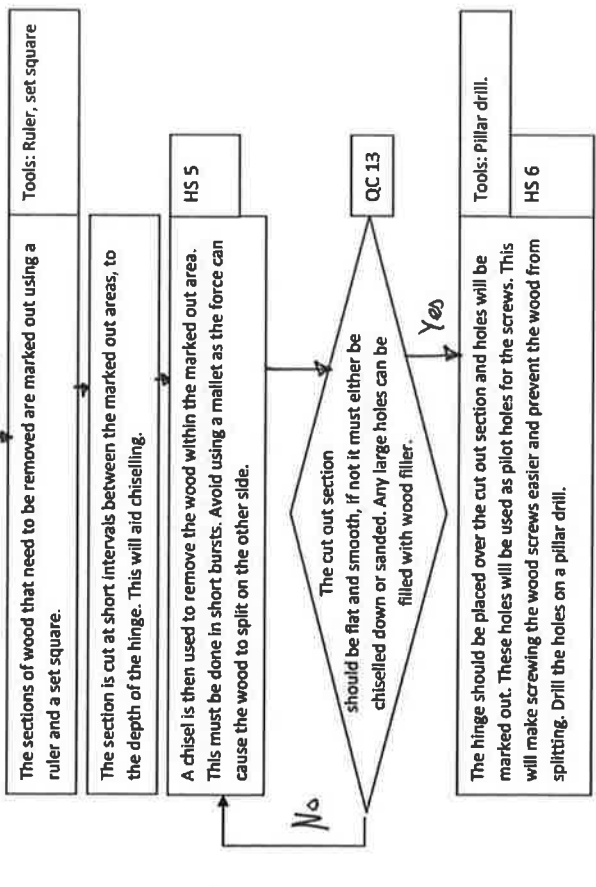 The sections of wood that need to be removed are marked out using a
ruler and a set square.
Tools: Ruler, set square
The section is cut at short intervals between the marked out areas, to
the depth of the hinge. This will aid chiselling.
A chisel is then used to remove the wood within the marked out area.
This must be done in short bursts. Avoid using a mallet as the force can
cause the wood to split on the other side.
HS 5
The cut out section
should be flat and smooth, if not it must either be
chiselled down or sanded. Any large holes can be
filled with wood filler.
QC 13
No
Yes
The hinge should be placed over the cut out section and holes will be
marked out. These holes will be used as pilot holes for the screws. This
will make screwing the wood screws easier and prevent the wood from
splitting. Drill the holes on a pillar drill.
Tools: Pillar drill.
HS 6